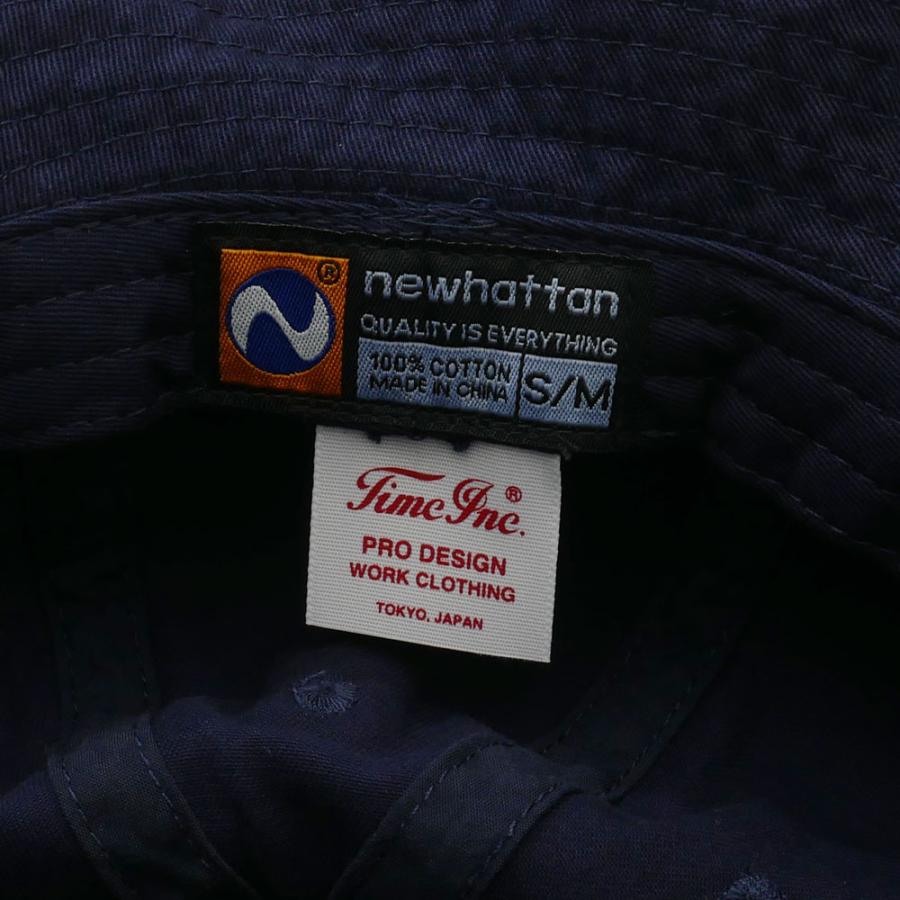 ®
newhattan
QUALITY IS EVERYTHING
100% COTTON
MADE IN CHINA
S/M
Time Inc.®
PRO DESIGN
WORK CLOTHING
TOKYO, JAPAN